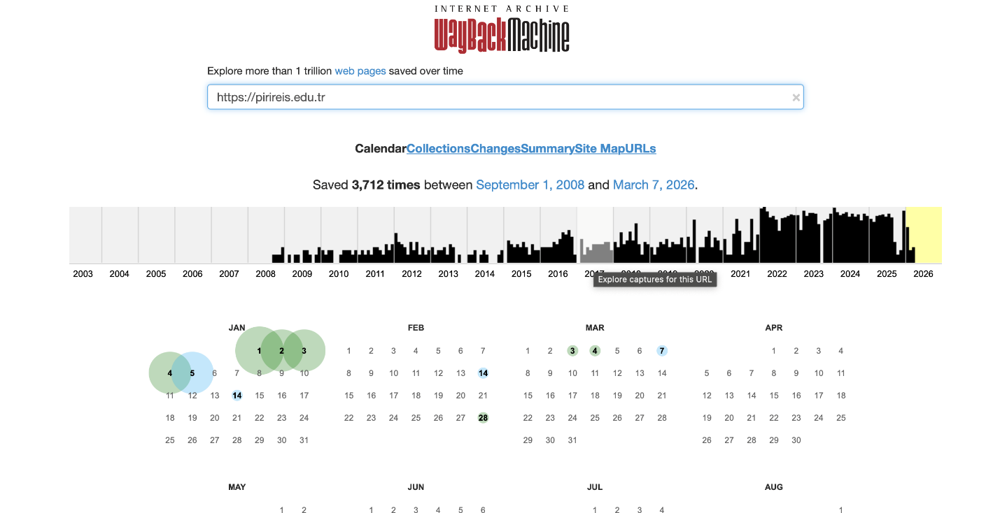 INTERNET ARCHIVE
WayBackMachine
Explore more than 1 trillion web pages saved over time
https://pirireis.edu.tr ×
CalendarCollectionsChangesSummarySite MapURLs
Saved 3,712 times between September 1, 2008 and March 7, 2026.
2003 2004 2005 2006 2007 2008 2009 2010 2011 2012 2013 2014 2015 2016 2017 2018 2019 2020 2021 2022 2023 2024 2025 2026
Explore captures for this URL
JAN FEB MAR APR
1 2 3 1 2 3 4 5 6 7 1 2 3 4 5 6 7 1 2 3 4
4 5 6 7 8 9 10 8 9 10 11 12 13 14 8 9 10 11 12 13 14 5 6 7 8 9 10 11
11 12 13 14 15 16 17 15 16 17 18 19 20 21 15 16 17 18 19 20 21 12 13 14 15 16 17 18
18 19 20 21 22 23 24 22 23 24 25 26 27 28 22 23 24 25 26 27 28 19 20 21 22 23 24 25
25 26 27 28 29 30 31 29 30 31 26 27 28 29 30
MAY JUN JUL AUG
1 2 1 2 3 4 5 6 1 2 3 4 1